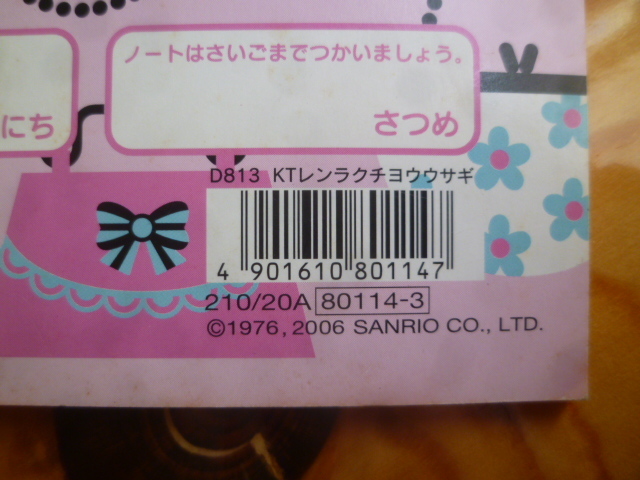 ノートはさいごまでつかいましょう。
にち
さつめ
D813 KTレンラクチヨウウサギ
4 901610 801147
210/20A 80114-3
©1976, 2006 SANRIO CO., LTD.